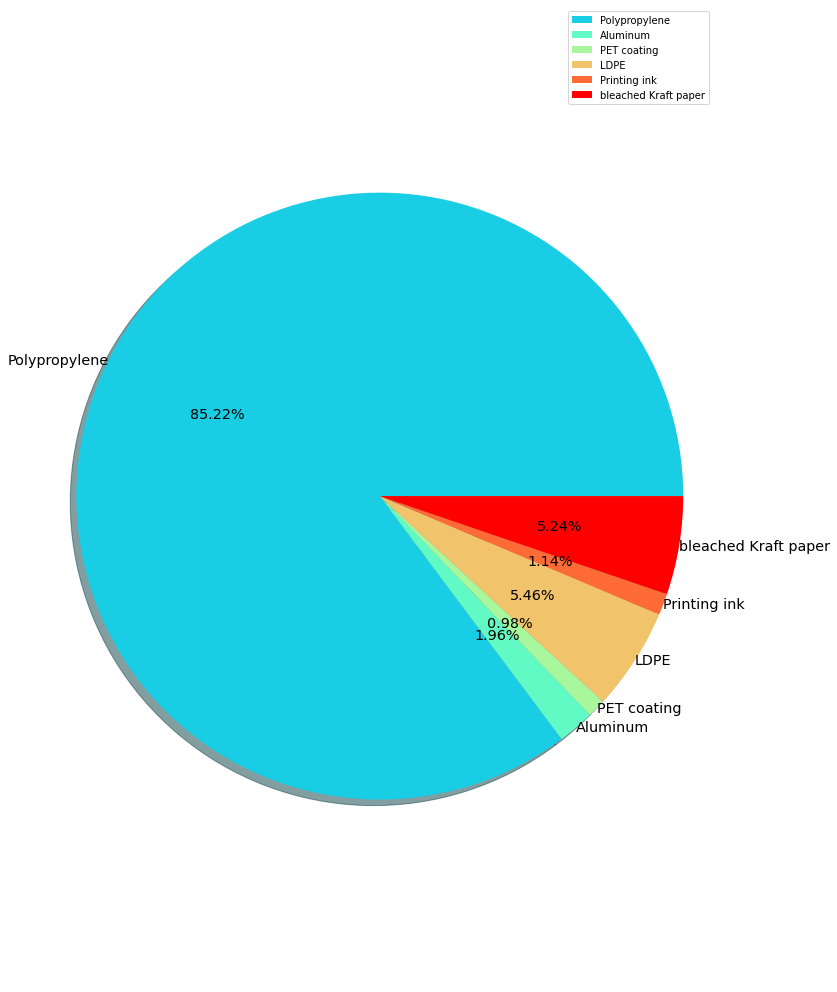 Polypropylene
Aluminum
PET coating
LDPE
Printing ink
bleached Kraft paper
Polypropylene
85.22%
5.24%
bleached Kraft paper
1.14%
Printing ink
5.46%
LDPE
0.98%
1.96%
PET coating
Aluminum